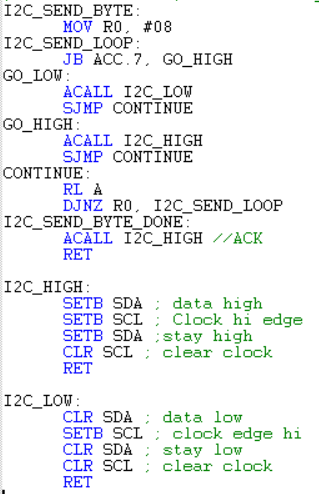 I2C_SEND_BYTE:
MOV R0, #08
I2C_SEND_LOOP:
JB ACC.7, GO_HIGH
GO_LOW:
ACALL I2C_LOW
SJMP CONTINUE
GO_HIGH:
ACALL I2C_HIGH
SJMP CONTINUE
CONTINUE:
RL A
DJNZ R0, I2C_SEND_LOOP
I2C_SEND_BYTE_DONE:
ACALL I2C_HIGH //ACK
RET
I2C_HIGH:
SETB SDA ; data high
SETB SCL ; Clock hi edge
SETB SDA ;stay high
CLR SCL ; clear clock
RET
I2C_LOW:
CLR SDA ; data low
SETB SCL ; clock edge hi
CLR SDA ; stay low
CLR SCL ; clear clock
RET